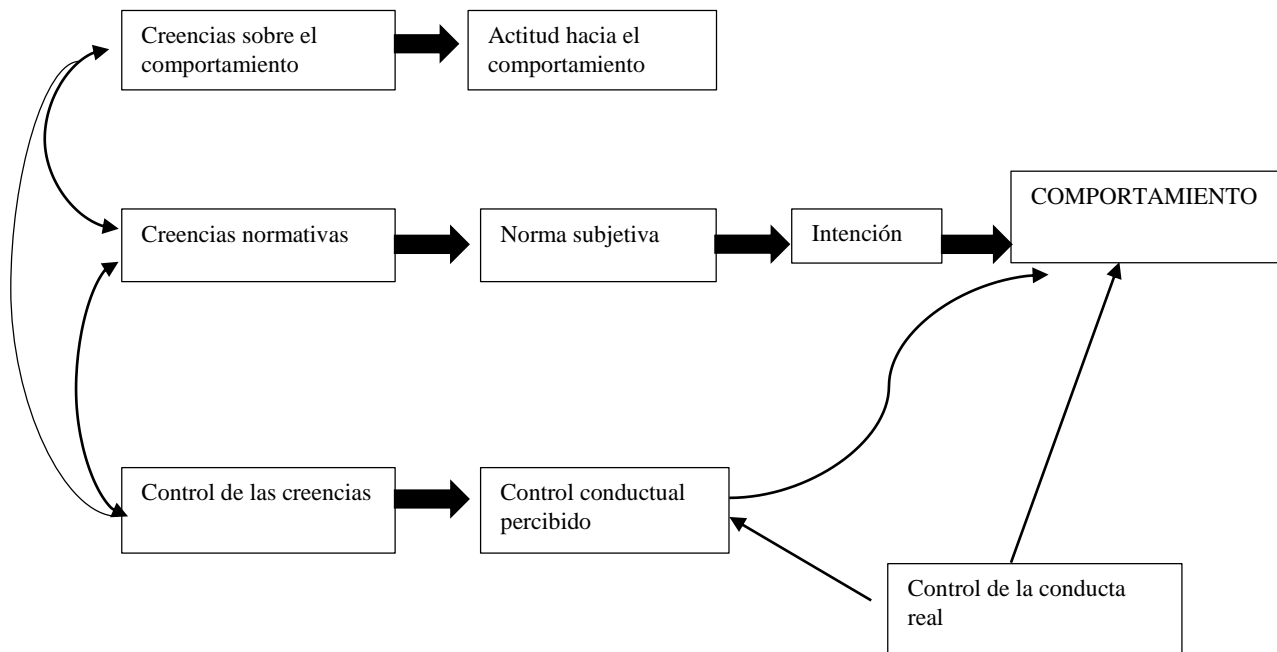 Creencias sobre el
comportamiento
Actitud hacia el
comportamiento
COMPORTAMIENTO
Creencias normativas
Norma subjetiva
Intención
Control de las creencias
Control conductual
percibido
Control de la conducta
real